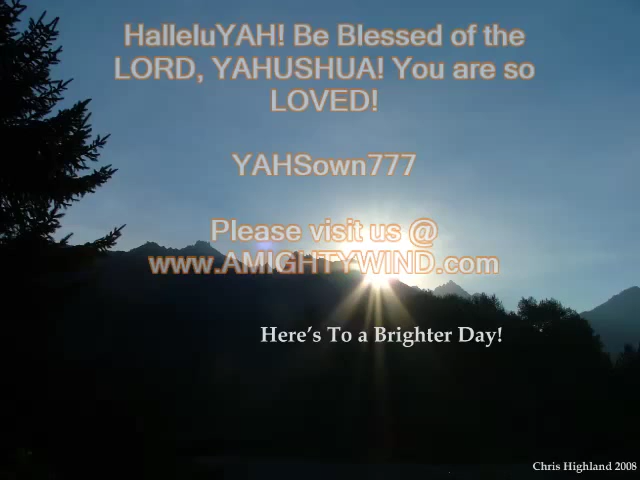 HalleluYAH! Be Blessed of the
LORD, YAHUSHUA! You are so
LOVED!
YAHSown777
Please visit us @
www.AMIGHTYWIND.com
Here's To a Brighter Day!
Chris Highland 2008